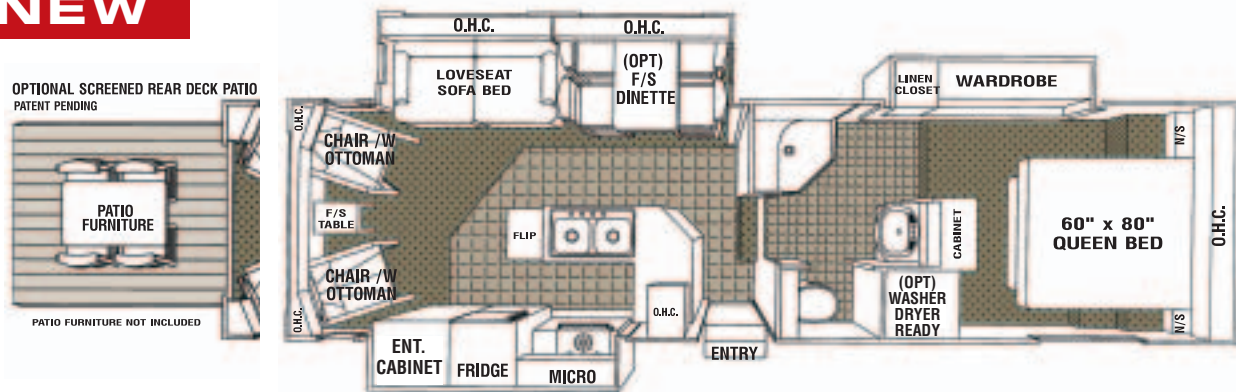 NEW
OPTIONAL SCREENED REAR DECK PATIO
PATENT PENDING
PATIO
FURNITURE
PATIO FURNITURE NOT INCLUDED
O.H.C.
O.H.C.
O.H.C.
LOVESEAT
SOFA BED
(OPT)
F/S
DINETTE
CHAIR /W
OTTOMAN
F/S
TABLE
CHAIR /W
OTTOMAN
O.H.C.
FLIP
O.H.C.
ENT.
CABINET
FRIDGE
MICRO
ENTRY
LINEN
CLOSET
WARDROBE
CABINET
(OPT)
WASHER
DRYER
READY
N/S
60" x 80"
QUEEN BED
N/S
O.H.C.